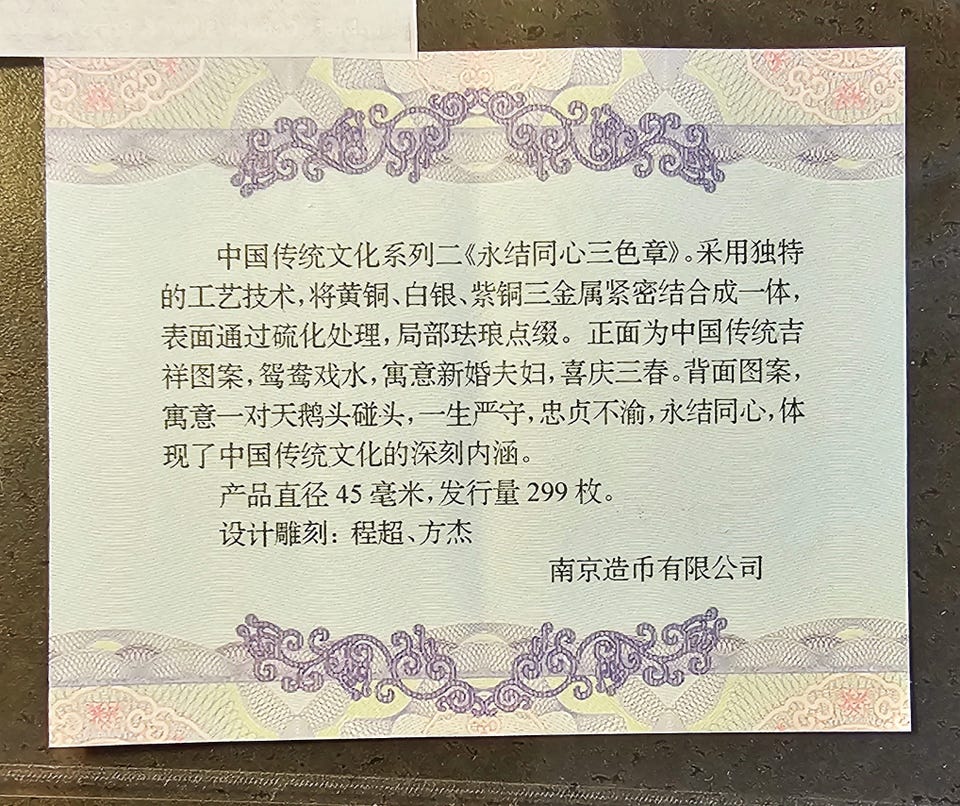 中国传统文化系列二《永结同心三色章》。采用独特
的工艺技术，将黄铜、白银、紫铜三金属紧密结合成一体，
表面通过硫化处理，局部珐琅点缀。正面为中国传统吉
祥图案，鸳鸯戏水，寓意新婚夫妇，喜庆三春。背面图案，
寓意一对天鹅头碰头，一生严守，忠贞不渝，永结同心，体
现了中国传统文化的深刻内涵。
产品直径45毫米，发行量299枚。
设计雕刻：程超、方杰
南京造币有限公司